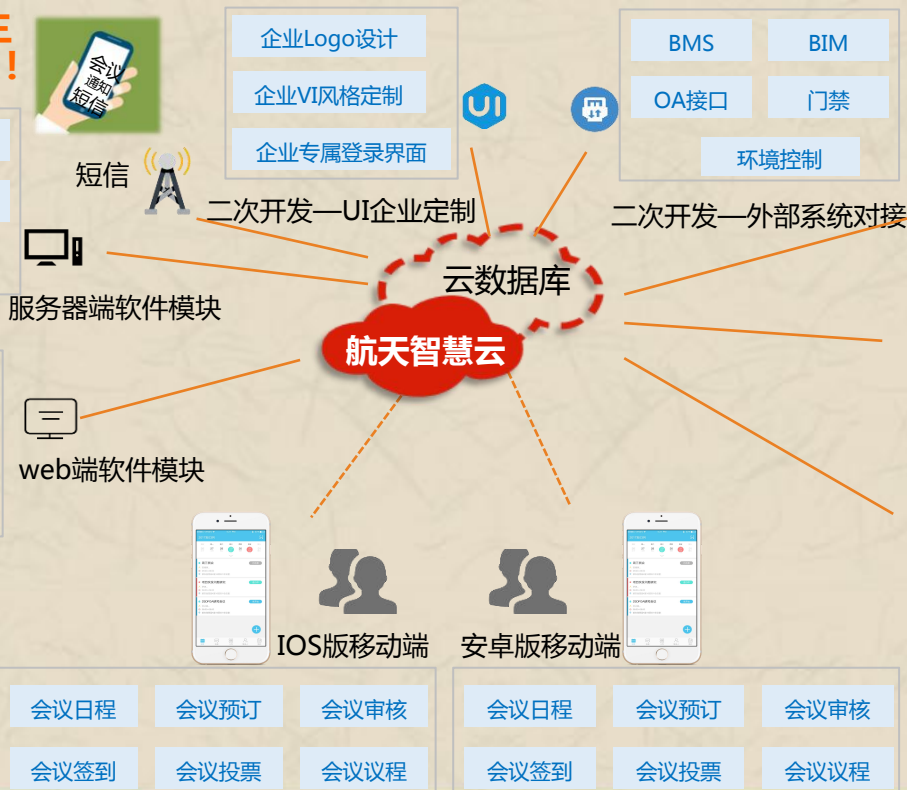 ！
会议
通知
短信
短信
企业Logo设计
企业VI风格定制
企业专属登录界面
UI
二次开发—UI企业定制
BMS
BIM
OA接口
门禁
环境控制
二次开发—外部系统对接
服务器端软件模块
云数据库
航天智慧云
web端软件模块
IOS版移动端
安卓版移动端
会议日程
会议预订
会议审核
会议签到
会议投票
会议议程
会议日程
会议预订
会议审核
会议签到
会议投票
会议议程